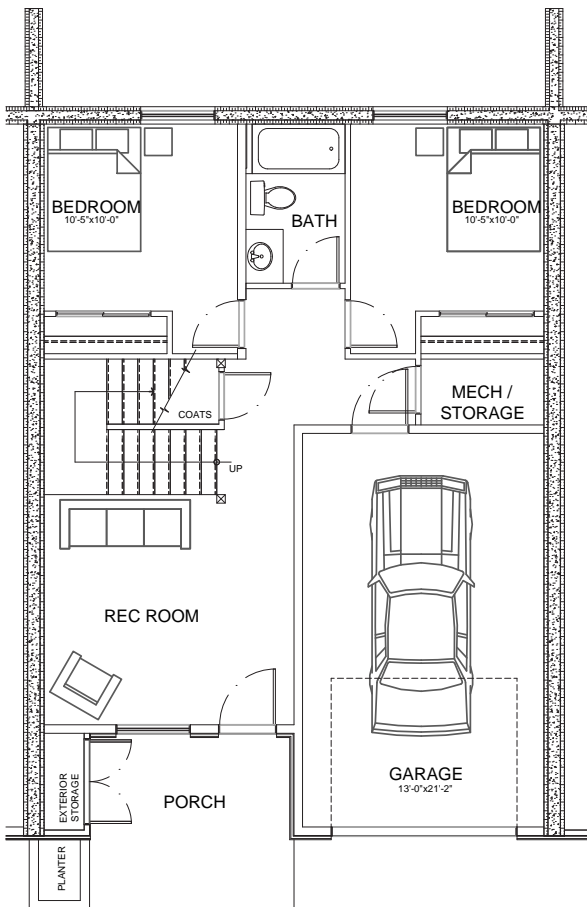 BEDROOM
10'-5"x10'-0"
BATH
BEDROOM
10'-5"x10'-0"
COATS
MECH /
STORAGE
UP
REC ROOM
GARAGE
13'-0"x21'-2"
EXTERIOR
STORAGE
PORCH
PLANTER